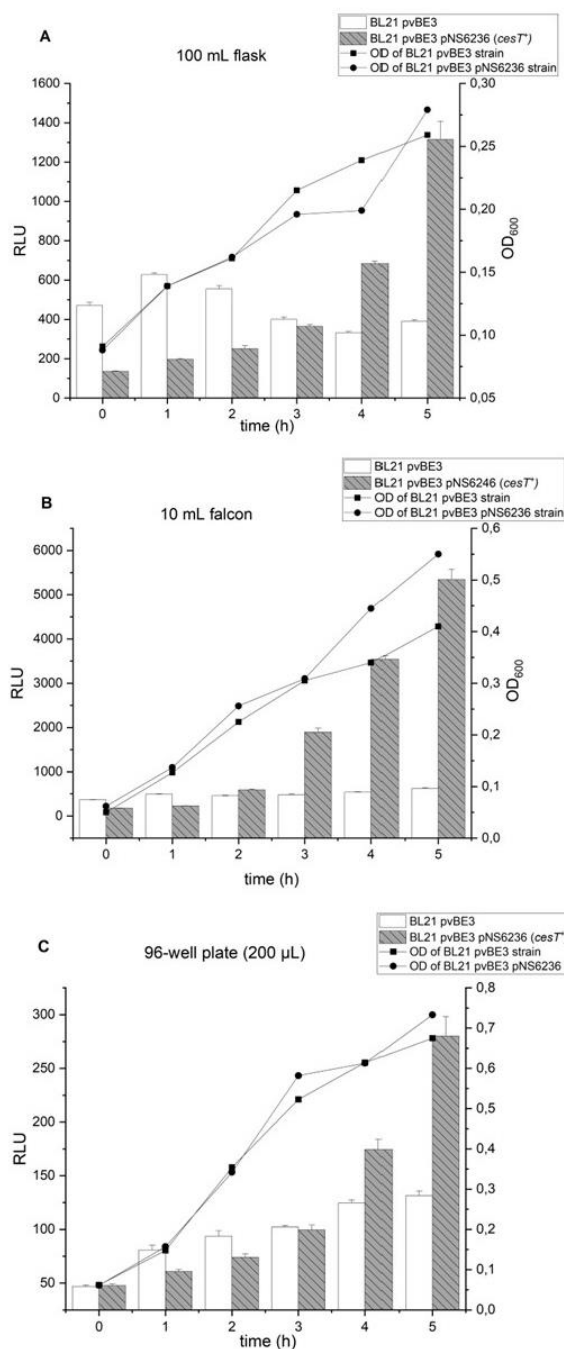 A
100 mL flask
BL21 pvBE3
BL21 pvBE3 pNS6236 (cesT⁺)
OD of BL21 pvBE3 strain
OD of BL21 pvBE3 pNS6236 strain
1600
1400
1200
1000
800
600
400
200
0
RLU
0,30
0,25
0,20
0,15
0,10
0,05
OD600
0 1 2 3 4 5
time (h)
B
10 mL falcon
BL21 pvBE3
BL21 pvBE3 pNS6246 (cesT⁺)
OD of BL21 pvBE3 strain
OD of BL21 pvBE3 pNS6236 strain
6000
5000
4000
3000
2000
1000
0
RLU
0,6
0,5
0,4
0,3
0,2
0,1
0,0
OD600
0 1 2 3 4 5
time (h)
C
96-well plate (200 µL)
BL21 pvBE3
BL21 pvBE3 pNS6236 (cesT⁺
OD of BL21 pvBE3 strain
OD of BL21 pvBE3 pNS6236
300
250
200
150
100
50
RLU
0,8
0,7
0,6
0,5
0,4
0,3
0,2
0,1
0,0
0 1 2 3 4 5
time (h)